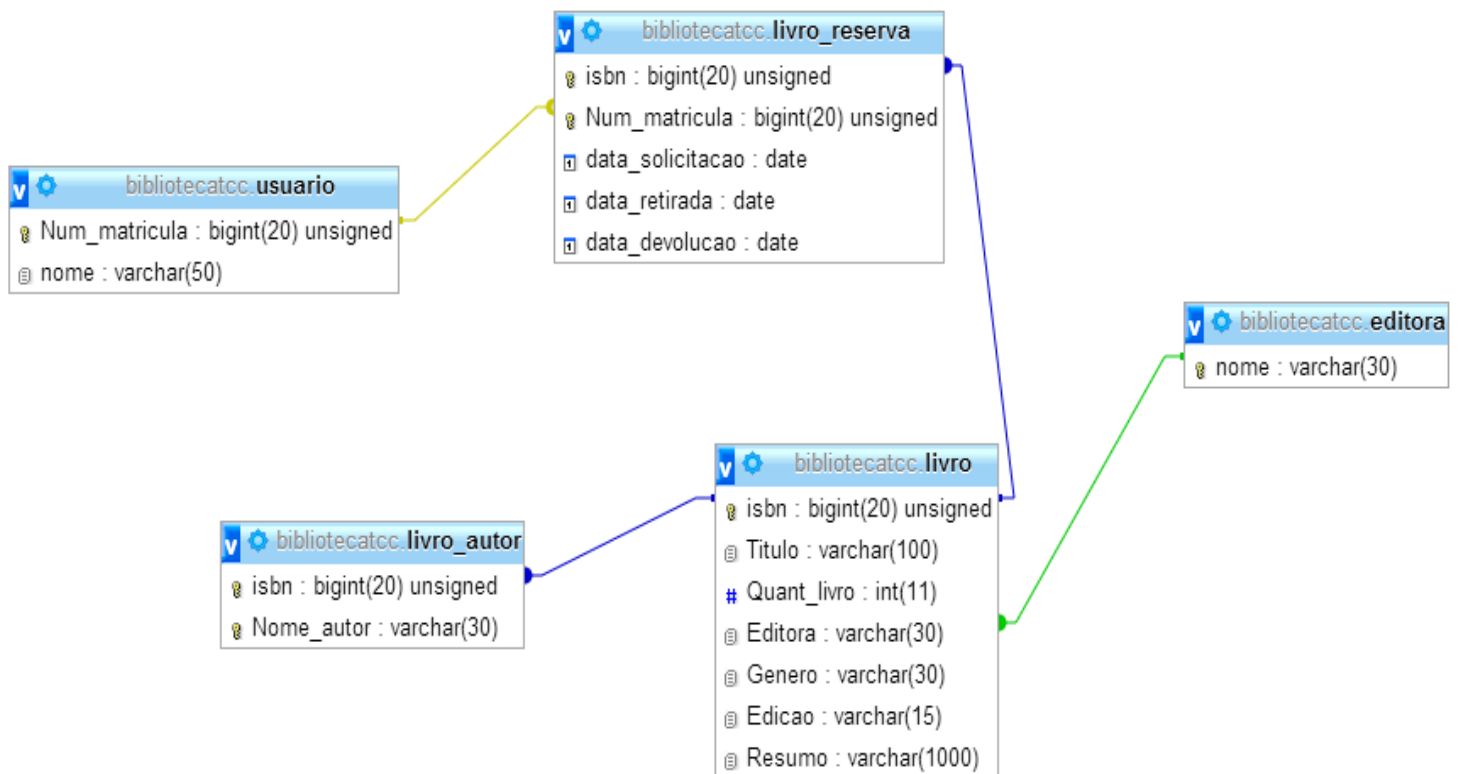 v bibliotecatcc.livro_reserva
isbn : bigint(20) unsigned
Num_matricula : bigint(20) unsigned
data_solicitacao : date
data_retirada : date
data_devolucao : date
v bibliotecatcc.usuario
Num_matricula : bigint(20) unsigned
nome : varchar(50)
v bibliotecatcc.editora
nome : varchar(30)
v bibliotecatcc.livro
isbn : bigint(20) unsigned
Titulo : varchar(100)
# Quant_livro : int(11)
Editora : varchar(30)
Genero : varchar(30)
Edicao : varchar(15)
Resumo : varchar(1000)
v bibliotecatcc.livro_autor
isbn : bigint(20) unsigned
Nome_autor : varchar(30)